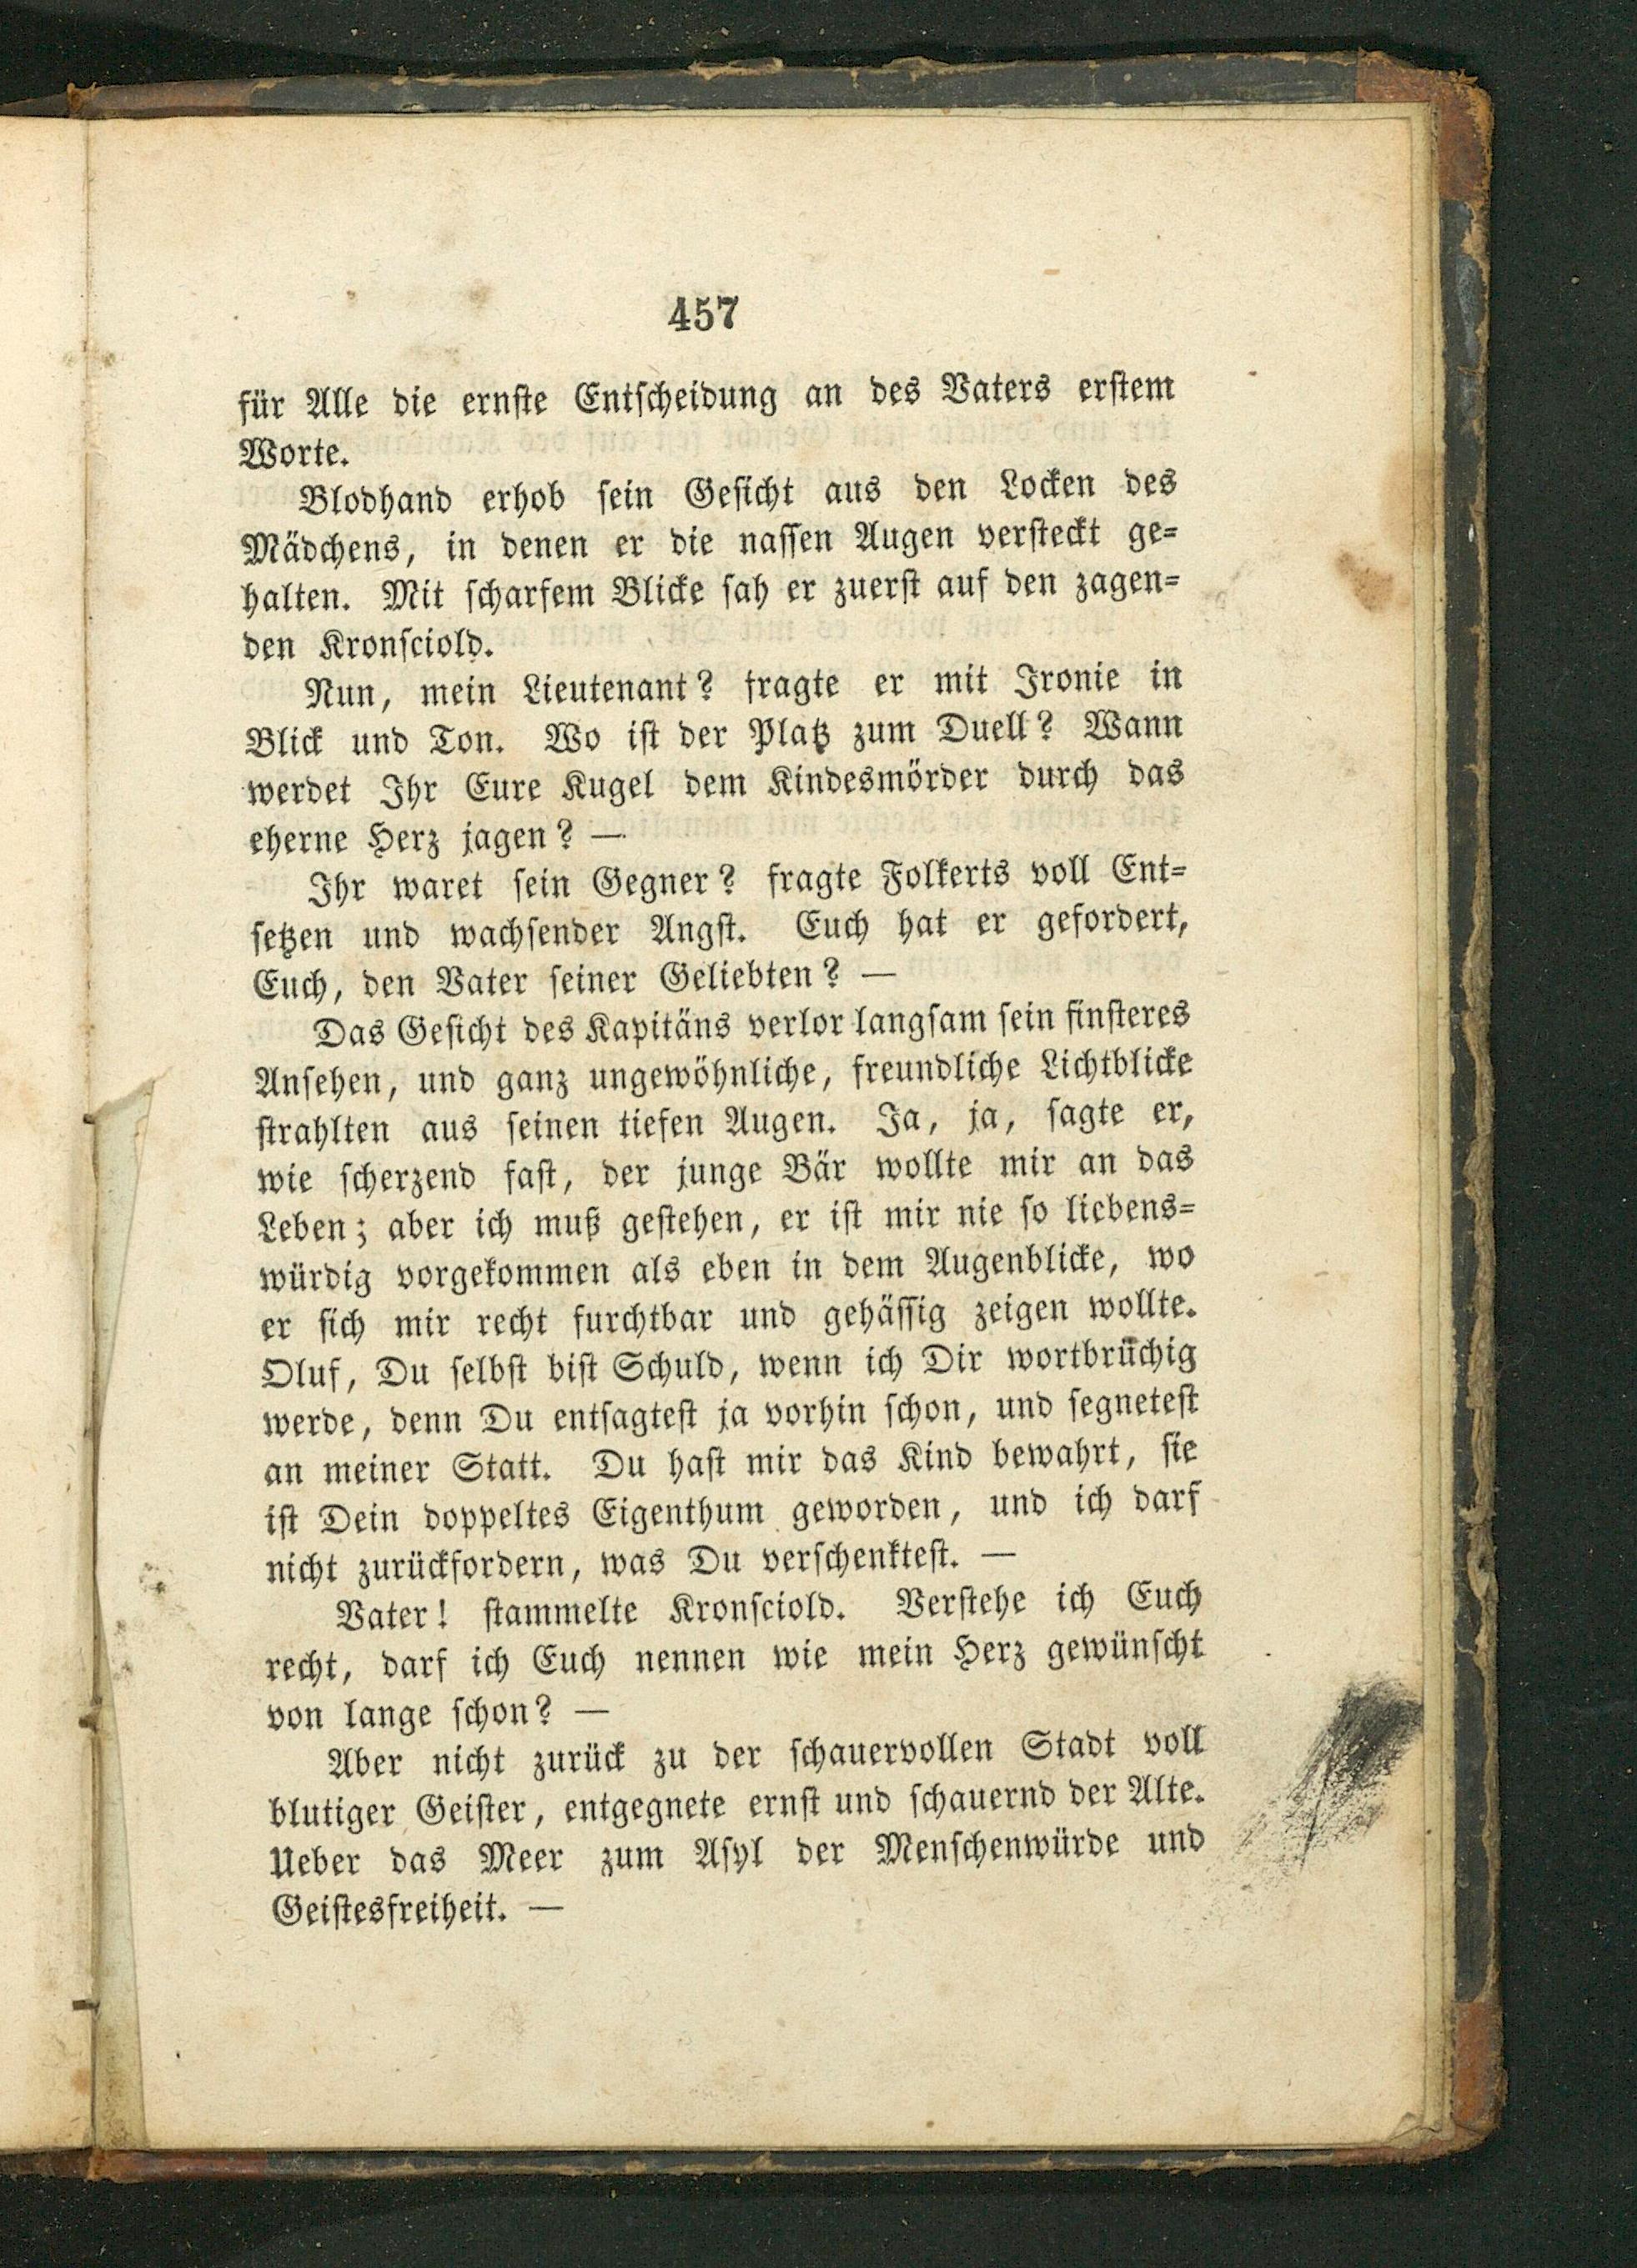 457
für Alle die ernste Entscheidung an des Vaters erstem
Worte.
Blodhand erhob sein Gesicht aus den Locken des
Mädchens, in denen er die nassen Augen versteckt ge-
halten. Mit scharfem Blicke sah er zuerst auf den zagen-
den Kronsciold.
Nun, mein Lieutenant? fragte er mit Ironie in
Blick und Ton. Wo ist der Platz zum Duell? Wann
werdet Ihr Eure Kugel dem Kindesmörder durch das
eherne Herz jagen? —
Ihr waret sein Gegner? fragte Folkerts voll Ent-
setzen und wachsender Angst. Euch hat er gefordert,
Euch, den Vater seiner Geliebten? —
Das Gesicht des Kapitäns verlor langsam sein finsteres
Ansehen, und ganz ungewöhnliche, freundliche Lichtblicke
strahlten aus seinen tiefen Augen. Ja, ja, sagte er,
wie scherzend fast, der junge Bär wollte mir an das
Leben; aber ich muß gestehen, er ist mir nie so liebens-
würdig vorgekommen als eben in dem Augenblicke, wo
er sich mir recht furchtbar und gehässig zeigen wollte.
Oluf, Du selbst bist Schuld, wenn ich Dir wortbrüchig
werde, denn Du entsagtest ja vorhin schon, und segnetest
an meiner Statt. Du hast mir das Kind bewahrt, sie
ist Dein doppeltes Eigenthum geworden, und ich darf
nicht zurückfordern, was Du verschenktest. —
Vater! stammelte Kronsciold. Verstehe ich Euch
recht, darf ich Euch nennen wie mein Herz gewünscht
von lange schon? —
Aber nicht zurück zu der schauervollen Stadt voll
blutiger Geister, entgegnete ernst und schauernd der Alte.
Ueber das Meer zum Asyl der Menschenwürde und
Geistesfreiheit. —